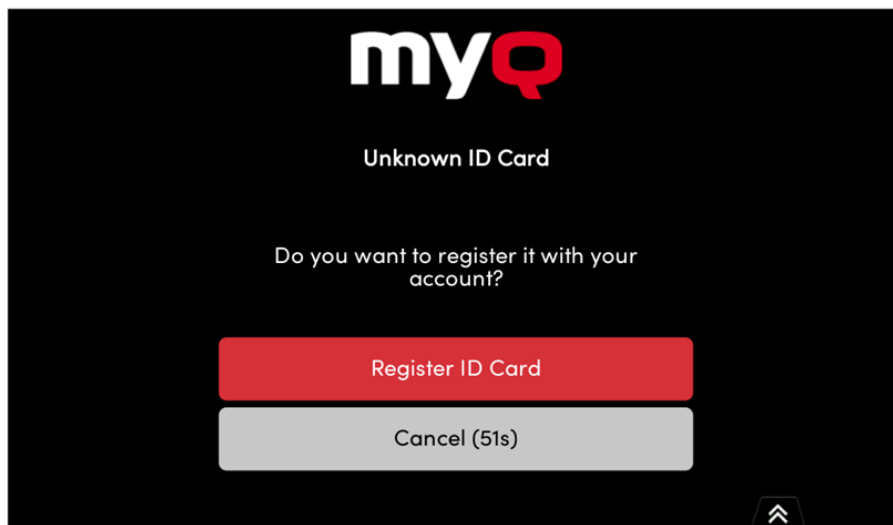 myQ
Unknown ID Card
Do you want to register it with your
account?
Register ID Card
Cancel (51s)